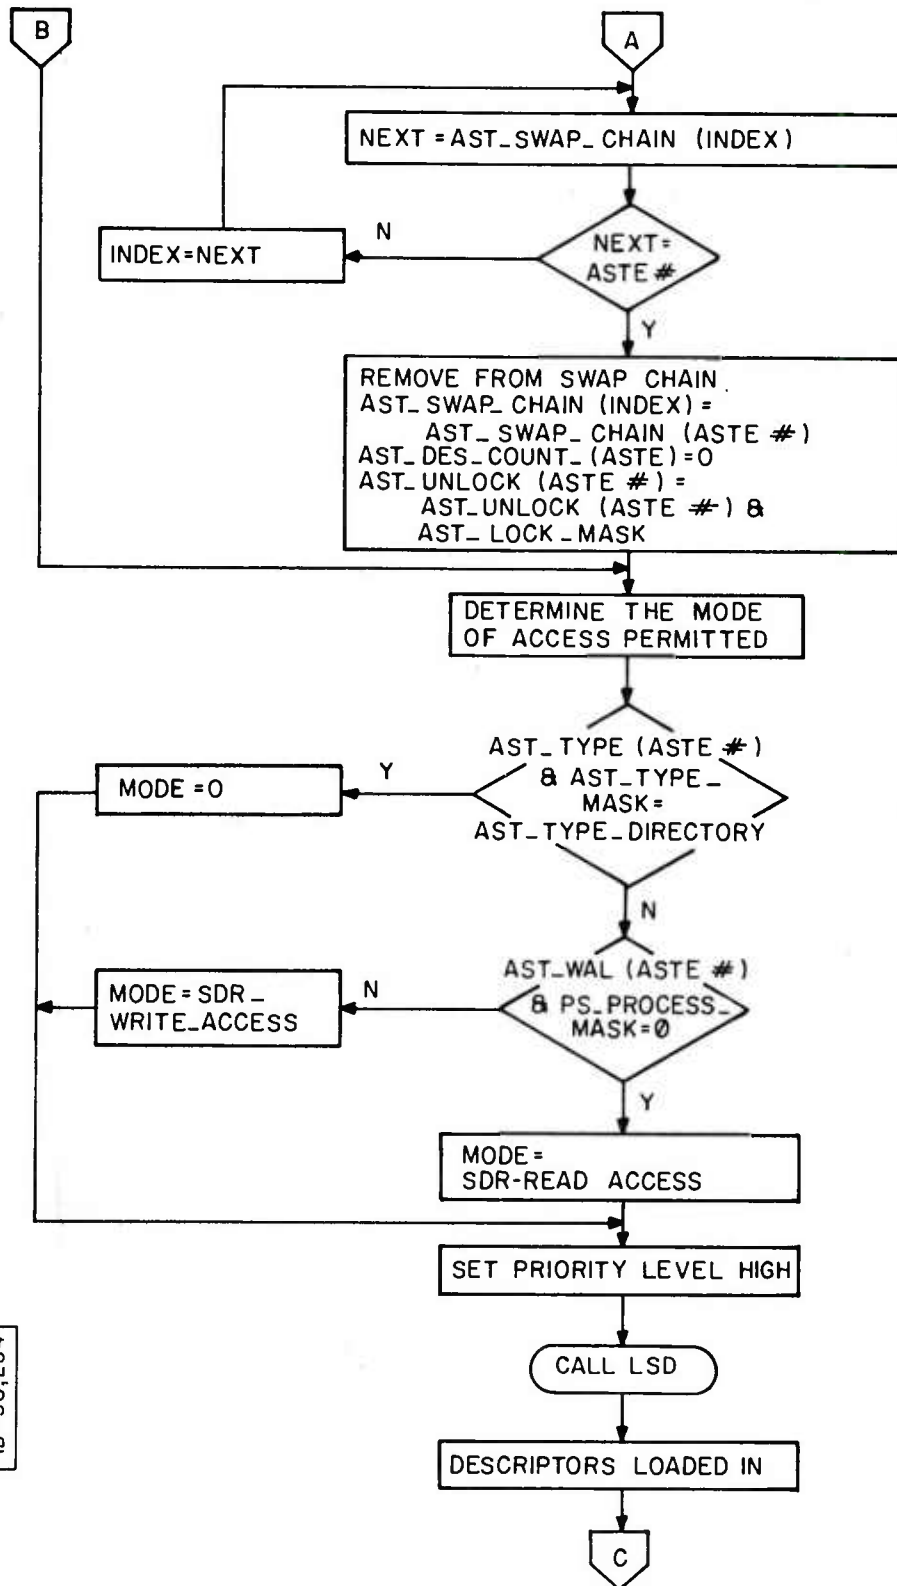 B
A
NEXT = AST_SWAP_CHAIN (INDEX)
INDEX=NEXT
N
NEXT=
ASTE #
Y
REMOVE FROM SWAP CHAIN
AST_SWAP_CHAIN (INDEX)=
AST_SWAP_CHAIN (ASTE #)
AST_DES_COUNT_(ASTE)=0
AST_UNLOCK (ASTE #) =
AST_UNLOCK (ASTE #) &
AST_LOCK_MASK
DETERMINE THE MODE
OF ACCESS PERMITTED
MODE =0
Y
AST_TYPE (ASTE #)
& AST_TYPE_
MASK=
AST_TYPE_DIRECTORY
N
MODE=SDR_
WRITE_ACCESS
N
AST_WAL (ASTE #)
& PS_PROCESS_
MASK=Ø
Y
MODE=
SDR-READ ACCESS
SET PRIORITY LEVEL HIGH
CALL LSD
DESCRIPTORS LOADED IN
C